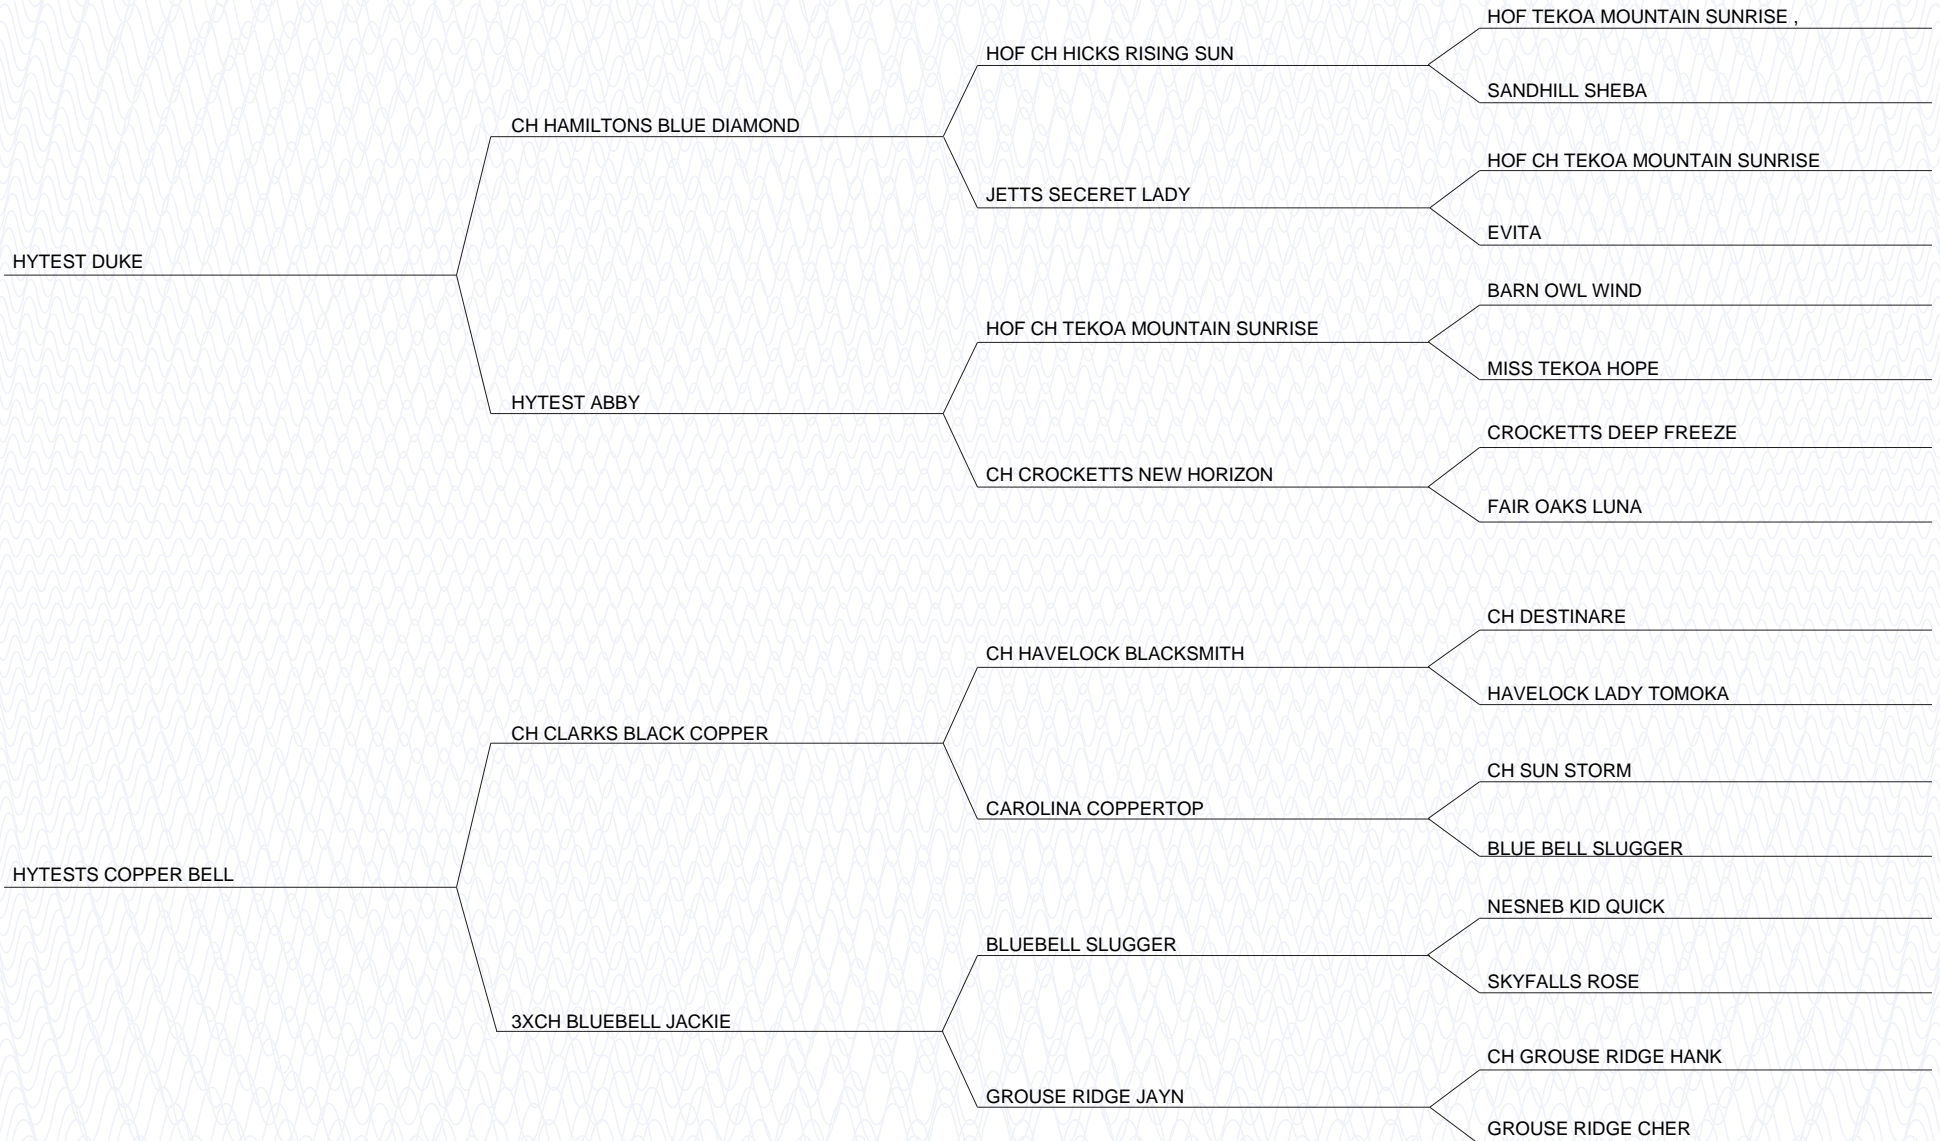 HOF TEKOA MOUNTAIN SUNRISE ,
HOF CH HICKS RISING SUN
SANDHILL SHEBA
CH HAMILTONS BLUE DIAMOND
HOF CH TEKOA MOUNTAIN SUNRISE
JETTS SECERET LADY
EVITA
HYTEST DUKE
BARN OWL WIND
HOF CH TEKOA MOUNTAIN SUNRISE
MISS TEKOA HOPE
HYTEST ABBY
CROCKETTS DEEP FREEZE
CH CROCKETTS NEW HORIZON
FAIR OAKS LUNA
CH DESTINARE
CH HAVELOCK BLACKSMITH
HAVELOCK LADY TOMOKA
CH CLARKS BLACK COPPER
CH SUN STORM
CAROLINA COPPERTOP
BLUE BELL SLUGGER
HYTESTS COPPER BELL
NESNEB KID QUICK
BLUEBELL SLUGGER
SKYFALLS ROSE
3XCH BLUEBELL JACKIE
CH GROUSE RIDGE HANK
GROUSE RIDGE JAYN
GROUSE RIDGE CHER